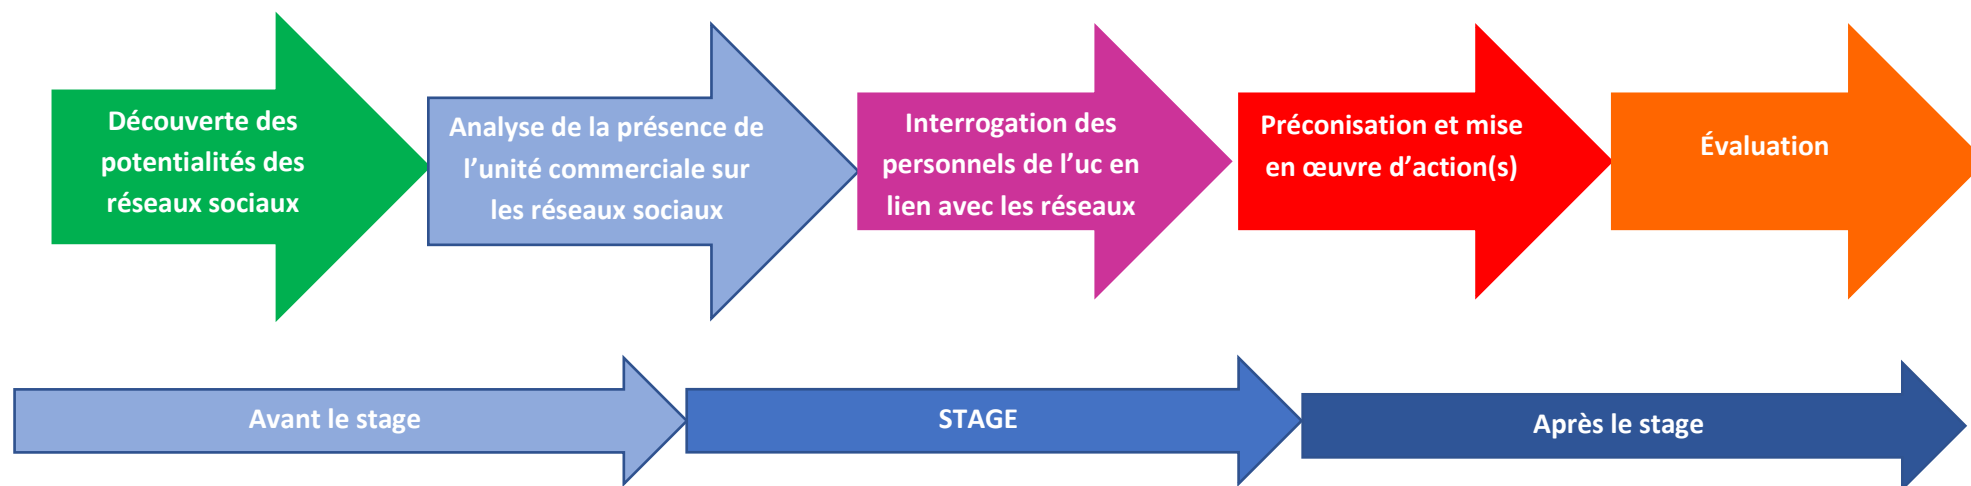 Découverte des
potentialités des
réseaux sociaux
Analyse de la présence de
l'unité commerciale sur
les réseaux sociaux
Interrogation des
personnels de l'uc en
lien avec les réseaux
Préconisation et mise
en œuvre d'action(s)
Évaluation
Avant le stage
STAGE
Après le stage